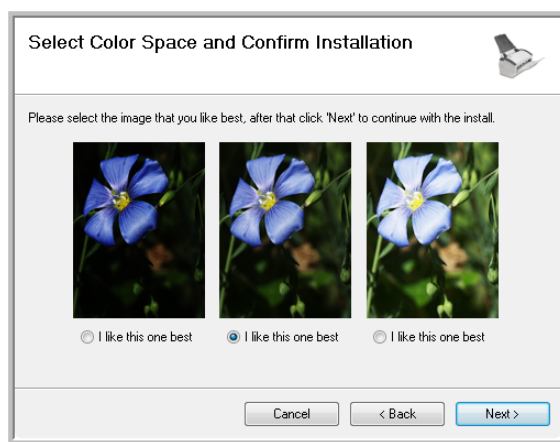 Select Color Space and Confirm Installation
Please select the image that you like best, after that click 'Next' to continue with the install.
I like this one best
I like this one best
I like this one best
Cancel
< Back
Next >